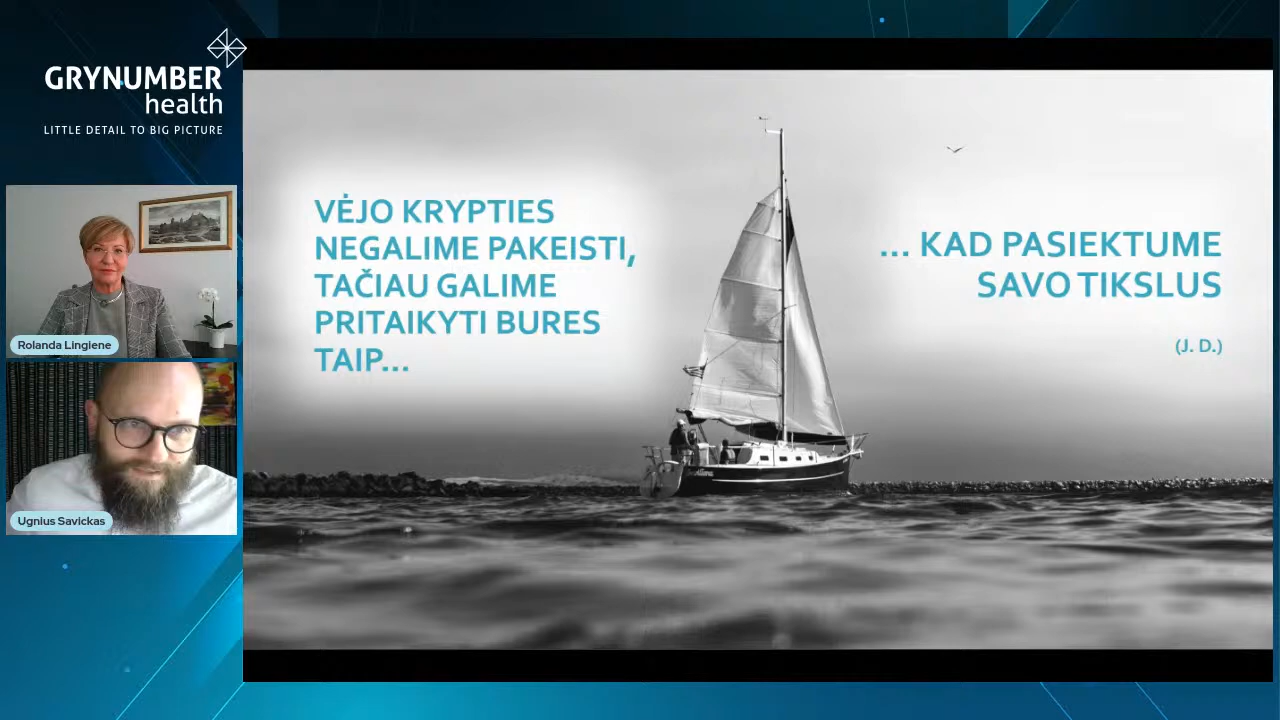 GRYNUMBER
health
LITTLE DETAIL TO BIG PICTURE
Rolanda Lingiene
Ugnius Savickas
VĖJO KRYPTIES
NEGALIME PAKEISTI,
TAČIAU GALIME
PRITAIKYTI BURES
TAIP...
... KAD PASIEKTUME
SAVO TIKSLUS
(J. D.)